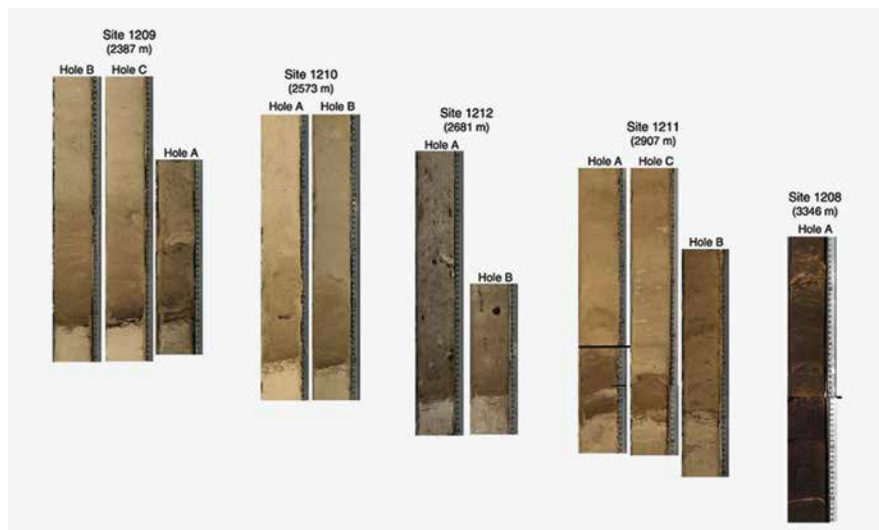 Site 1209
(2387 m)
Hole B
Hole C
Hole A
Site 1210
(2573 m)
Hole A
Hole B
Site 1212
(2681 m)
Hole A
Hole B
Site 1211
(2907 m)
Hole A
Hole C
Hole B
Site 1208
(3346 m)
Hole A